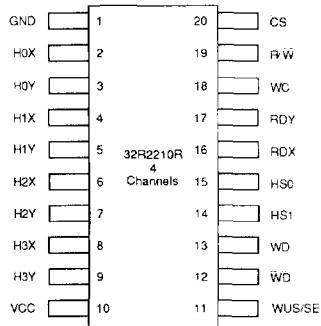 GND 1 20 CS
H0X 2 19 R/W̅
H0Y 3 18 WC
H1X 4 17 RDY
H1Y 5 16 RDX
32R2210R
4
Channels
H2X 6 15 HS0
H2Y 7 14 HS1
H3X 8 13 WD
H3Y 9 12 W̅D
VCC 10 11 WUS/SE